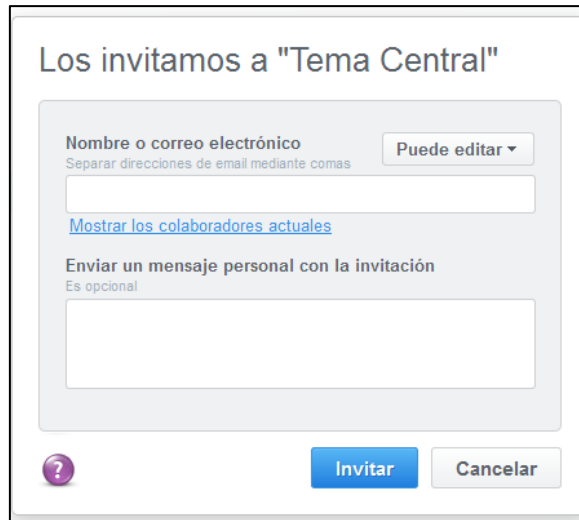 Los invitamos a "Tema Central"
Nombre o correo electrónico
Separar direcciones de email mediante comas
Puede editar
Mostrar los colaboradores actuales
Enviar un mensaje personal con la invitación
Es opcional
?
Invitar
Cancelar